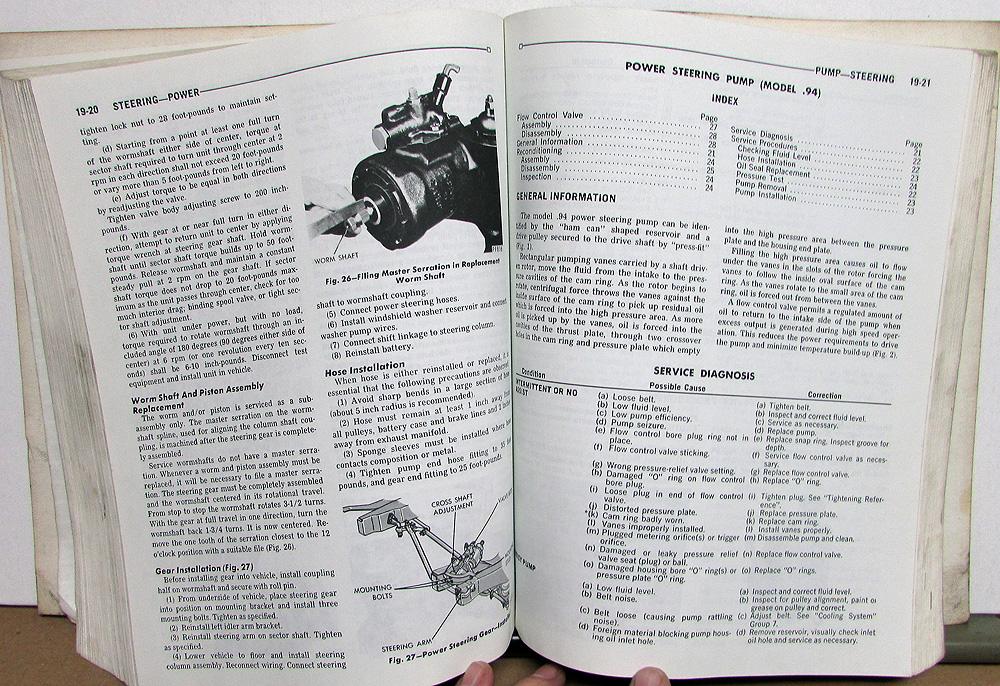 19-20 STEERING—POWER
tighten lock nut to 28 foot-pounds to maintain set-
ting.
(d) Starting from a point at least one full turn
of the wormshaft either side of center, torque at
sector shaft required to turn unit through center at 2
rpm in each direction shall not exceed 20 foot-pounds
or vary more than 5 foot-pounds from left to right.
(e) Adjust torque to be equal in both directions
by readjusting the valve.
Tighten valve body adjusting screw to 200 inch-
pounds.
(f) With gear at or near full turn in either di-
rection, attempt to return unit to center by applying
torque wrench at steering gear shaft. Hold worm-
shaft until sector shaft torque builds up to 50 foot-
pounds. Release wormshaft and maintain a constant
steady pull at 2 rpm on the gear shaft. If sector
shaft torque does not drop to 20 foot-pounds max-
imum as the unit passes through center, check for too
much interior drag; binding spool valve, or tight sec-
tor shaft adjustment.
(6) With unit under power, but with no load,
torque required to rotate wormshaft through an in-
cluded angle of 180 degrees (90 degrees either side of
center) at 6 rpm (or one revolution every ten sec-
onds) shall be 6-10 inch-pounds. Disconnect test
equipment and install unit in vehicle.
Worm Shaft And Piston Assembly
Replacement
The worm and/or piston is serviced as a sub-
assembly only. The master serration on the worm-
shaft spline, used for aligning the column shaft cou-
pling, is machined after the steering gear is complete-
ly assembled.
Service wormshafts do not have a master serra-
tion. Whenever a worm and piston assembly must be
replaced, it will be necessary to file a master serra-
tion. The steering gear must be completely assembled
and the wormshaft centered in its rotational travel.
From stop to stop the wormshaft rotates 3-1/2 turns.
With the gear at full travel in one direction, turn the
wormshaft back 1-3/4 turns. It is now centered. Re-
move the one tooth of the serration closest to the 12
o'clock position with a suitable file (Fig. 26).
Gear Installation (Fig. 27)
Before installing gear into vehicle, install coupling
half on wormshaft and secure with roll pin.
(1) From underside of vehicle, place steering gear
into position on mounting bracket and install three
mounting bolts. Tighten as specified.
(2) Reinstall left idler arm bracket.
(3) Reinstall steering arm on sector shaft. Tighten
as specified.
(4) Lower vehicle to floor and install steering
column assembly. Reconnect wiring. Connect steering
WORM SHAFT
Fig. 26—Filing Master Serration in Replacement
Worm Shaft
shaft to wormshaft coupling.
(5) Connect power steering hoses.
(6) Install windshield washer reservoir and connect
washer pump wires.
(7) Connect shift linkage to steering column.
(8) Reinstall battery.
Hose Installation
When hose is either reinstalled or replaced, it is
essential that the following precautions are observed
(1) Avoid sharp bends in a large section of hose
(about 5 inch radius is recommended).
(2) Hose must remain at least 1 inch away from
all pulleys, battery case and brake lines and 2 inches
away from exhaust manifold.
(3) Sponge sleeves must be installed where hose
contacts composition or metal.
(4) Tighten pump end hose fitting to 35 foot-
pounds, and gear end fitting to 25 foot-pounds.
CROSS SHAFT
ADJUSTMENT
MOUNTING
BOLTS
STEERING ARM
Fig. 27—Power Steering Gear—
PUMP—STEERING 19-21
POWER STEERING PUMP (MODEL .94)
INDEX
Page
Flow Control Valve
Assembly 27
Disassembly 28
General Information 28
Reconditioning 21
Assembly 24
Disassembly 25
Inspection 24
24
Page
Service Diagnosis 21
Service Procedures 22
Checking Fluid Level 22
Hose Installation 22
Oil Seal Replacement 23
Pressure Test 24
Pump Removal 22
Pump Installation 23
23
GENERAL INFORMATION
The model .94 power steering pump can be iden-
tified by the "ham can" shaped reservoir and a
drive pulley secured to the drive shaft by "press-fit"
(Fig. 1).
Rectangular pumping vanes carried by a shaft driv-
en rotor, move the fluid from the intake to the pres-
sure cavities of the cam ring. As the rotor begins to
rotate, centrifugal force throws the vanes against the
inside surface of the cam ring to pick up residual oil
which is forced into the high pressure area. As more
oil is picked up by the vanes, oil is forced into the
cavities of the thrust plate, through two crossover
holes in the cam ring and pressure plate which empty
into the high pressure area between the pressure
plate and the housing end plate.
Filling the high pressure area causes oil to flow
under the vanes in the slots of the rotor forcing the
vanes to follow the inside oval surface of the cam
ring. As the vanes rotate to the small area of the cam
ring, oil is forced out from between the vanes.
A flow control valve permits a regulated amount of
oil to return to the intake side of the pump when
excess output is generated during high speed oper-
ation. This reduces the power requirements to drive
the pump and minimize temperature build-up (Fig. 2).
SERVICE DIAGNOSIS
Condition Possible Cause Correction
INTERMITTENT OR NO
ASSIST
(a) Loose belt. (a) Tighten belt.
(b) Low fluid level. (b) Inspect and correct fluid level.
(c) Low pump efficiency. (c) Service as necessary.
(d) Pump seizure. (d) Replace pump.
(e) Flow control bore plug ring not in (e) Replace snap ring. Inspect groove for
place. depth.
(f) Flow control valve sticking. (f) Service flow control valve as neces-
sary.
(g) Wrong pressure-relief valve setting. (g) Replace flow control valve.
(h) Damaged "O" ring on flow control (h) Replace "O" ring.
bore plug.
(i) Loose plug in end of flow control (i) Tighten plug. See "Tightening Refer-
valve. ence".
(j) Distorted pressure plate. (j) Replace pressure plate.
*(k) Cam ring badly worn. (k) Replace cam ring.
(l) Vanes improperly installed. (l) Install vanes properly.
(m) Plugged metering orifice(s) or trigger (m) Disassemble pump and clean.
orifice.
(n) Damaged or leaky pressure relief (n) Replace flow control valve.
valve seat (plug) or ball.
(o) Damaged housing bore "O" ring(s) or (o) Replace "O" rings.
pressure plate "O" ring.
PUMP
(a) Low fluid level. (a) Inspect and correct fluid level.
(b) Belt noise. (b) Inspect for pulley alignment, paint or
grease on pulley and correct.
(c) Belt loose (causing pump rattling (c) Adjust belt. See "Cooling System"
noise). Group 7.
(d) Foreign material blocking pump hous- (d) Remove reservoir, visually check inlet
ing oil inlet hole. oil hole and service as necessary.